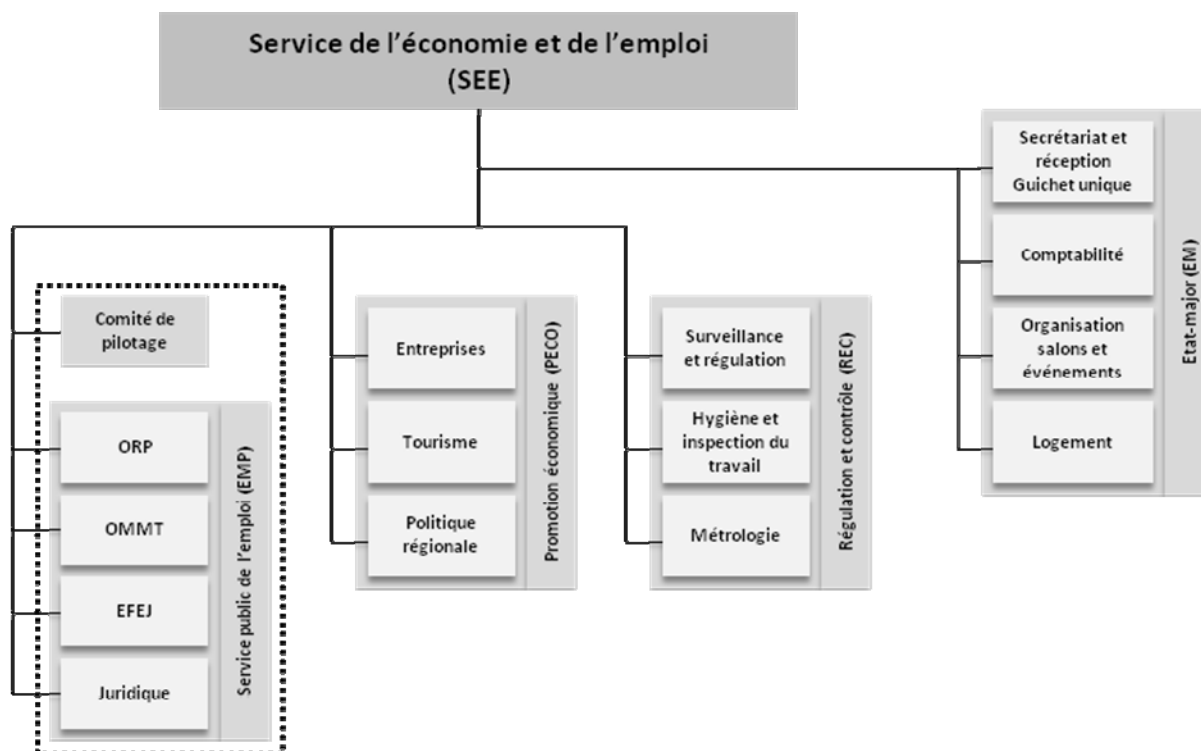 Service de l’économie et de l’emploi
(SEE)
Secrétariat et
réception
Guichet unique
Comptabilité
Organisation
salons et
événements
Logement
Etat-major (EM)
Comité de
pilotage
ORP
OMMT
EFEJ
Juridique
Service public de l’emploi (EMP)
Entreprises
Tourisme
Politique
régionale
Promotion économique (PECO)
Surveillance
et régulation
Hygiène et
inspection du
travail
Métrologie
Régulation et contrôle (REC)